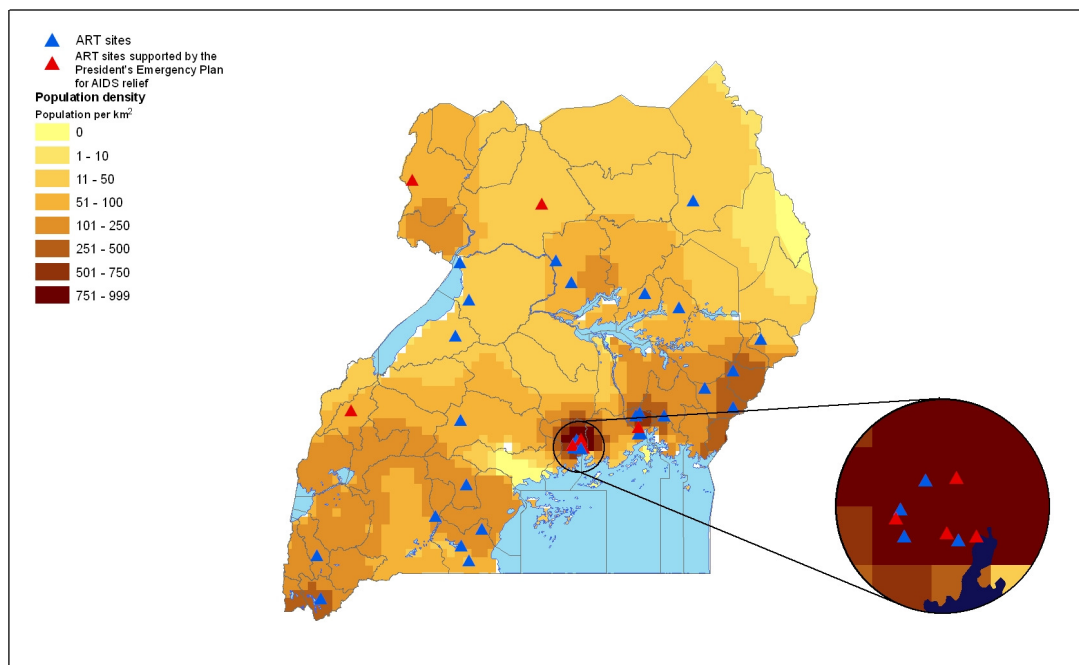 ART sites
ART sites supported by the
President's Emergency Plan
for AIDS relief
Population density
Population per km2
0
1 - 10
11 - 50
51 - 100
101 - 250
251 - 500
501 - 750
751 - 999